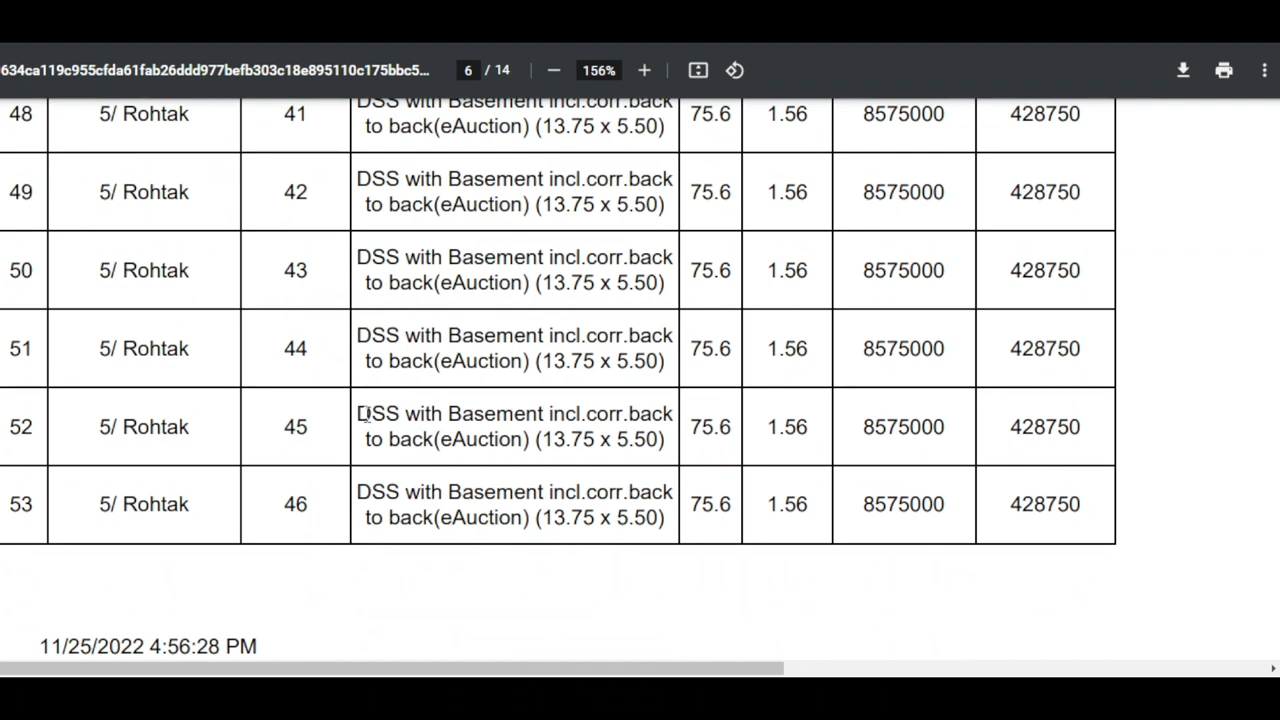 634ca119c955cfda61fab26ddd977befb303c18e895110c175bbc5... 6 / 14 156%
48 5/ Rohtak 41 DSS with Basement incl.corr.back 75.6 1.56 8575000 428750
to back(eAuction) (13.75 x 5.50)
49 5/ Rohtak 42 DSS with Basement incl.corr.back 75.6 1.56 8575000 428750
to back(eAuction) (13.75 x 5.50)
50 5/ Rohtak 43 DSS with Basement incl.corr.back 75.6 1.56 8575000 428750
to back(eAuction) (13.75 x 5.50)
51 5/ Rohtak 44 DSS with Basement incl.corr.back 75.6 1.56 8575000 428750
to back(eAuction) (13.75 x 5.50)
52 5/ Rohtak 45 DSS with Basement incl.corr.back 75.6 1.56 8575000 428750
to back(eAuction) (13.75 x 5.50)
53 5/ Rohtak 46 DSS with Basement incl.corr.back 75.6 1.56 8575000 428750
to back(eAuction) (13.75 x 5.50)
11/25/2022 4:56:28 PM